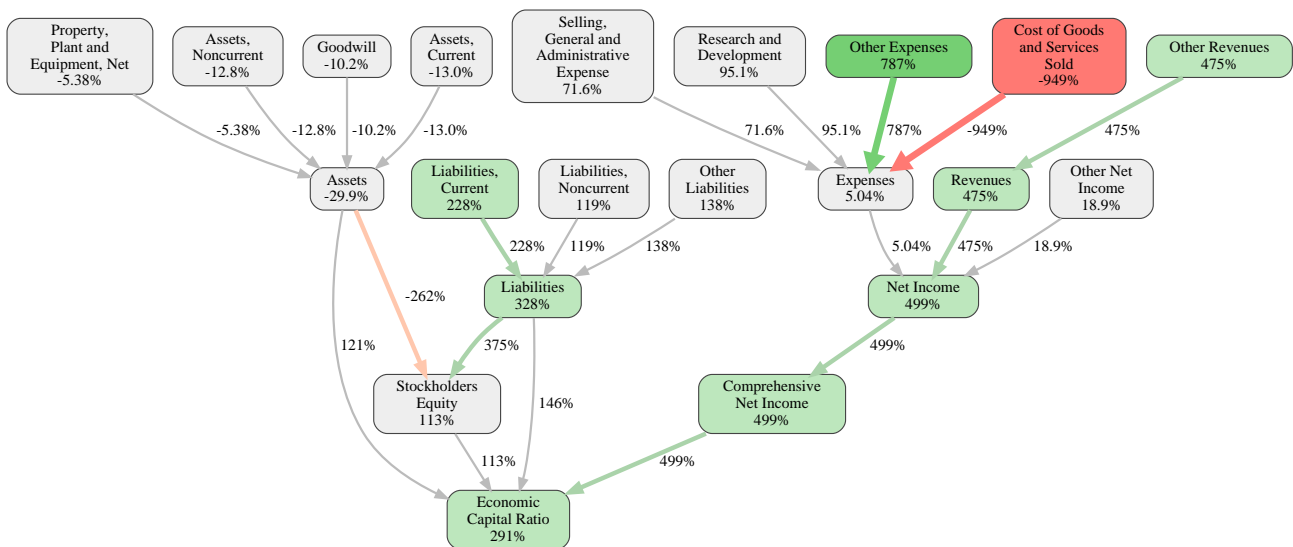 Property,
Plant and
Equipment, Net
-5.38%
Assets,
Noncurrent
-12.8%
Goodwill
-10.2%
Assets,
Current
-13.0%
Selling,
General and
Administrative
Expense
71.6%
Research and
Development
95.1%
Other Expenses
787%
Cost of Goods
and Services
Sold
-949%
Other Revenues
475%
-5.38%
-12.8%
-10.2%
-13.0%
71.6%
95.1%
787%
-949%
475%
Assets
-29.9%
Liabilities,
Current
228%
Liabilities,
Noncurrent
119%
Other
Liabilities
138%
Expenses
5.04%
Revenues
475%
Other Net
Income
18.9%
228%
119%
138%
5.04%
475%
18.9%
Liabilities
328%
Net Income
499%
-262%
121%
375%
499%
Stockholders
Equity
113%
146%
Comprehensive
Net Income
499%
113%
499%
Economic
Capital Ratio
291%